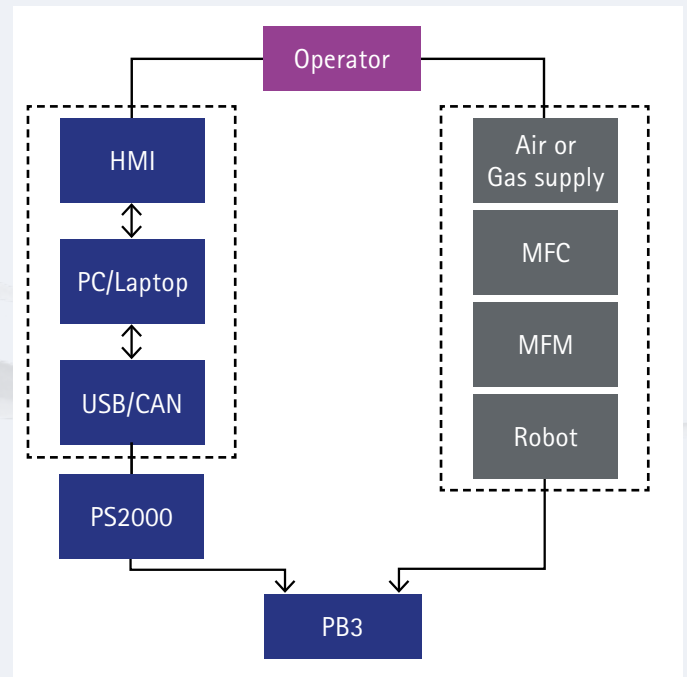 Operator
HMI
PC/Laptop
USB/CAN
PS2000
Air or
Gas supply
MFC
MFM
Robot
PB3